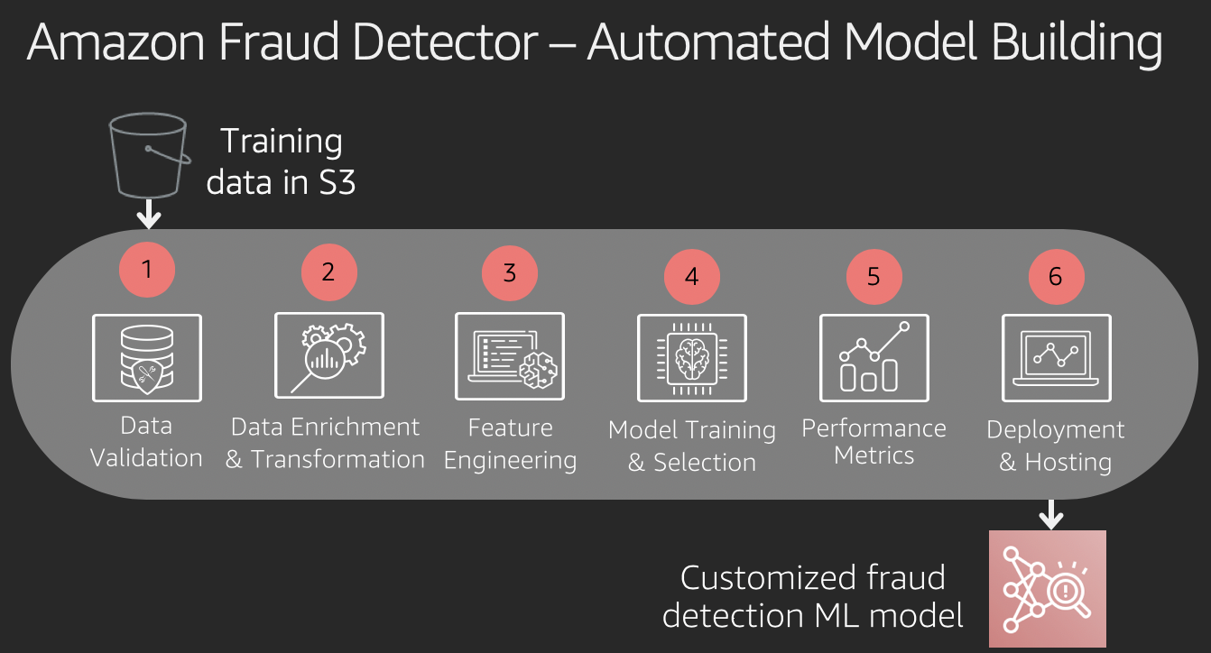 Amazon Fraud Detector – Automated Model Building
Training
data in S3
1
2
3
4
5
6
Data
Validation
Data Enrichment
& Transformation
Feature
Engineering
Model Training
& Selection
Performance
Metrics
Deployment
& Hosting
Customized fraud
detection ML model